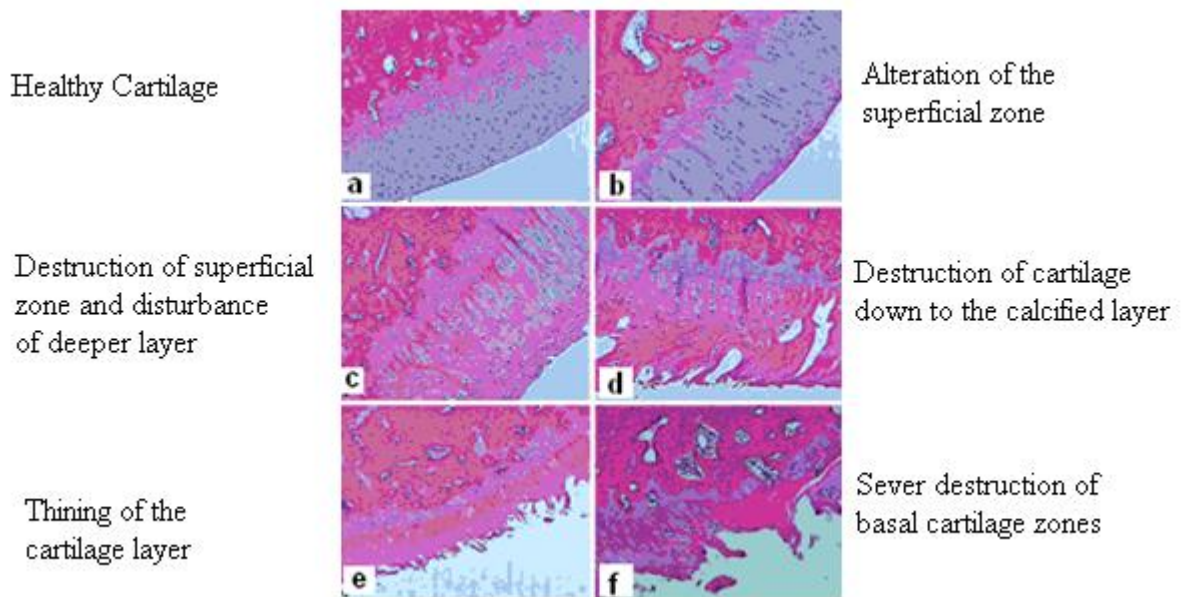 Healthy Cartilage
a
b
Alteration of the
superficial zone
Destruction of superficial
zone and disturbance
of deeper layer
c
d
Destruction of cartilage
down to the calcified layer
Thining of the
cartilage layer
e
f
Sever destruction of
basal cartilage zones